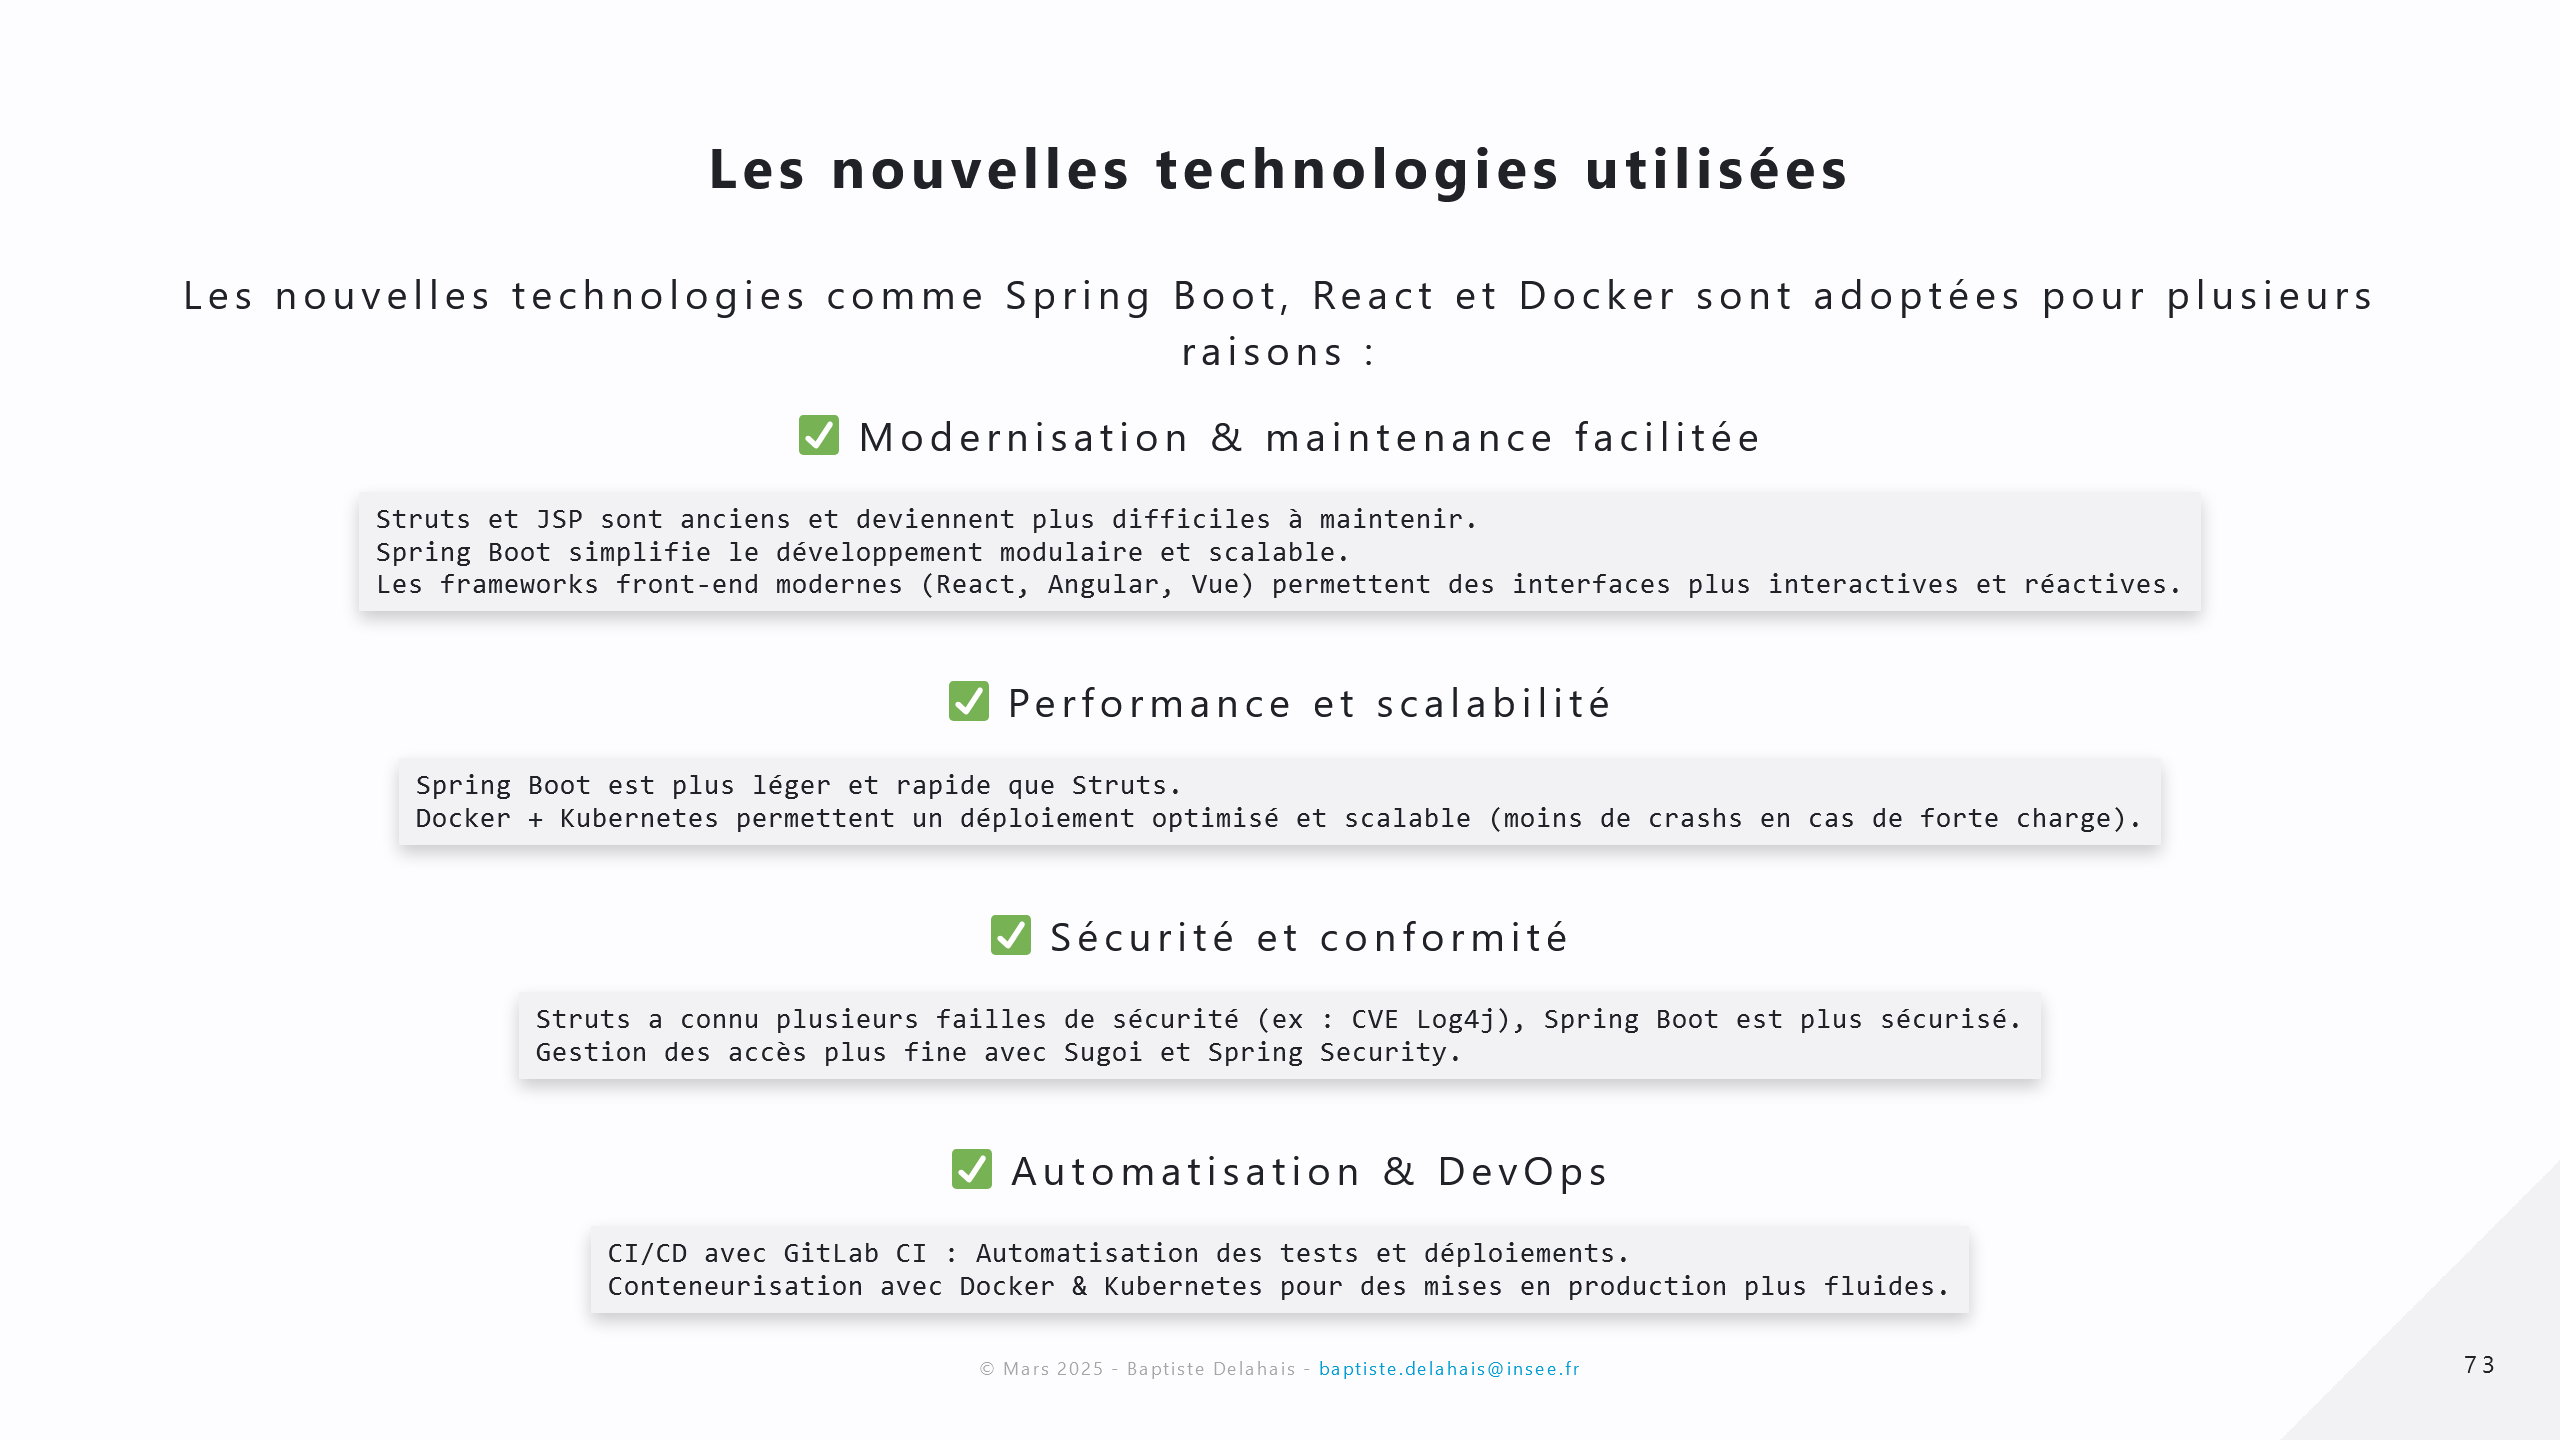 Les nouvelles technologies utilisées
Les nouvelles technologies comme Spring Boot, React et Docker sont adoptées pour plusieurs
raisons :
✅ Modernisation & maintenance facilitée
Struts et JSP sont anciens et deviennent plus difficiles à maintenir.
Spring Boot simplifie le développement modulaire et scalable.
Les frameworks front-end modernes (React, Angular, Vue) permettent des interfaces plus interactives et réactives.
✅ Performance et scalabilité
Spring Boot est plus léger et rapide que Struts.
Docker + Kubernetes permettent un déploiement optimisé et scalable (moins de crashs en cas de forte charge).
✅ Sécurité et conformité
Struts a connu plusieurs failles de sécurité (ex : CVE Log4j), Spring Boot est plus sécurisé.
Gestion des accès plus fine avec Sugoi et Spring Security.
✅ Automatisation & DevOps
CI/CD avec GitLab CI : Automatisation des tests et déploiements.
Conteneurisation avec Docker & Kubernetes pour des mises en production plus fluides.
© Mars 2025 - Baptiste Delahais - baptiste.delahais@insee.fr
73